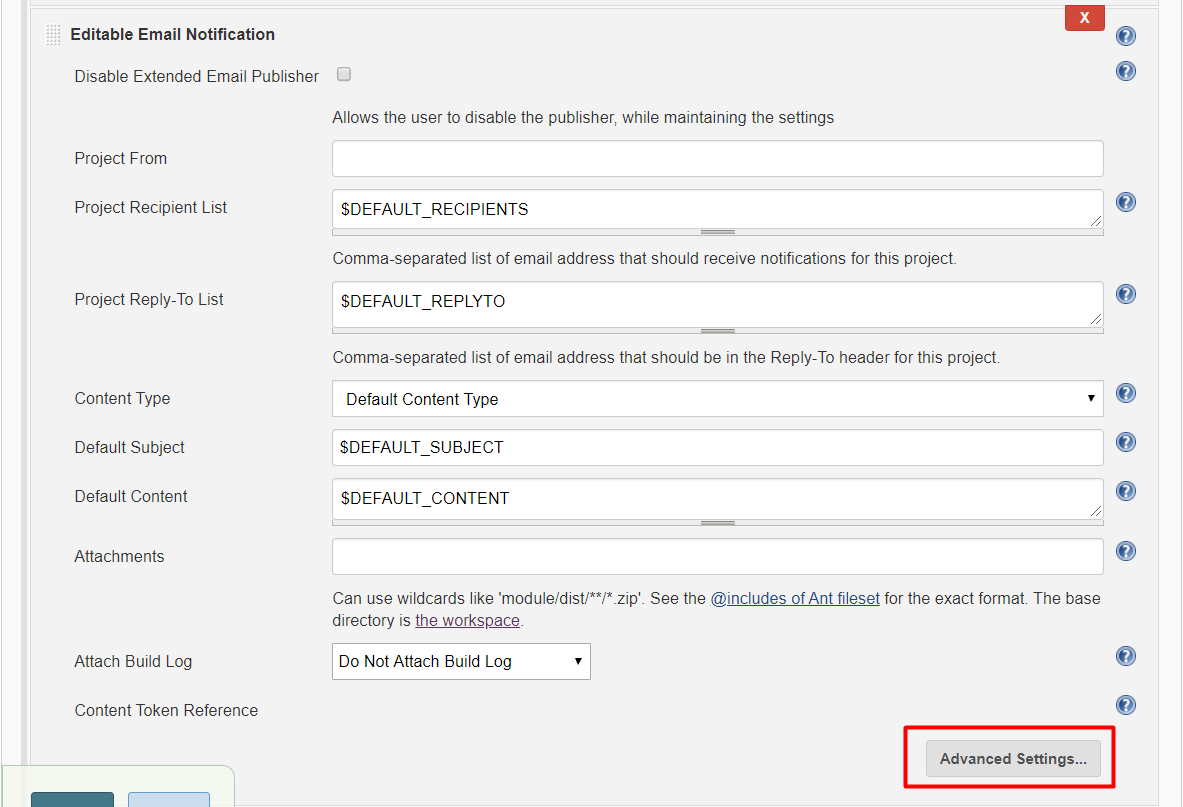 X
Editable Email Notification
Disable Extended Email Publisher
Allows the user to disable the publisher, while maintaining the settings
Project From
Project Recipient List
$DEFAULT_RECIPIENTS
Comma-separated list of email address that should receive notifications for this project.
Project Reply-To List
$DEFAULT_REPLYTO
Comma-separated list of email address that should be in the Reply-To header for this project.
Content Type
Default Content Type
Default Subject
$DEFAULT_SUBJECT
Default Content
$DEFAULT_CONTENT
Attachments
Can use wildcards like 'module/dist/**/*.zip'. See the @includes of Ant fileset for the exact format. The base
directory is the workspace.
Attach Build Log
Do Not Attach Build Log
Content Token Reference
Advanced Settings...